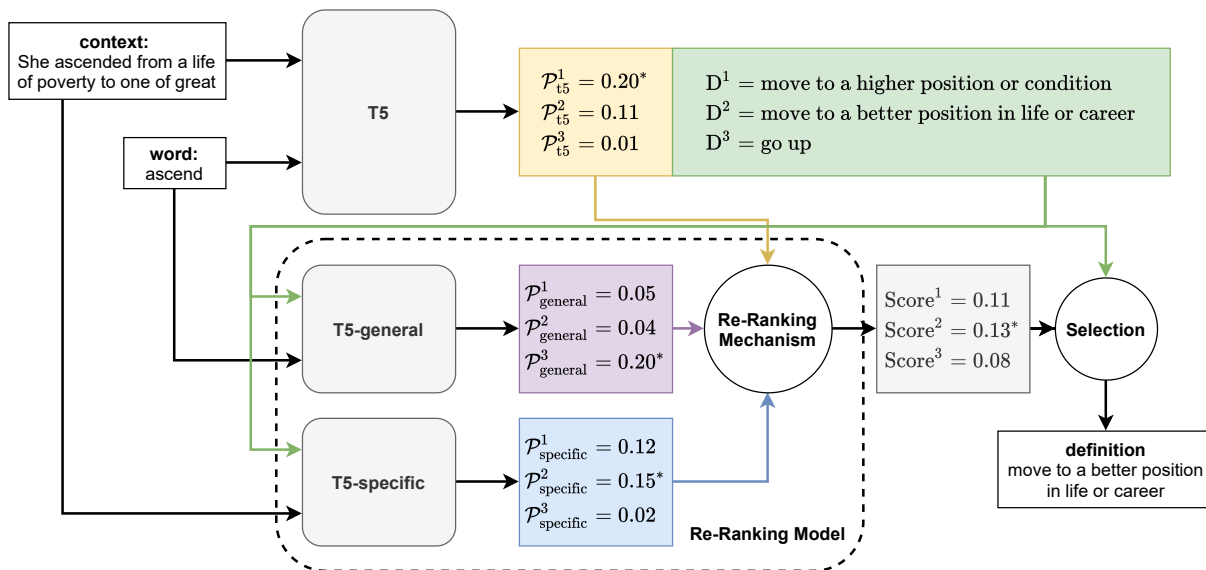 context:
She ascended from a life
of poverty to one of great
word:
ascend
T5
𝒫¹ₜ₅ = 0.20*
𝒫²ₜ₅ = 0.11
𝒫³ₜ₅ = 0.01
D¹ = move to a higher position or condition
D² = move to a better position in life or career
D³ = go up
T5-general
𝒫¹general = 0.05
𝒫²general = 0.04
𝒫³general = 0.20*
Re-Ranking
Mechanism
Score¹ = 0.11
Score² = 0.13*
Score³ = 0.08
Selection
T5-specific
𝒫¹specific = 0.12
𝒫²specific = 0.15*
𝒫³specific = 0.02
Re-Ranking Model
definition
move to a better position
in life or career